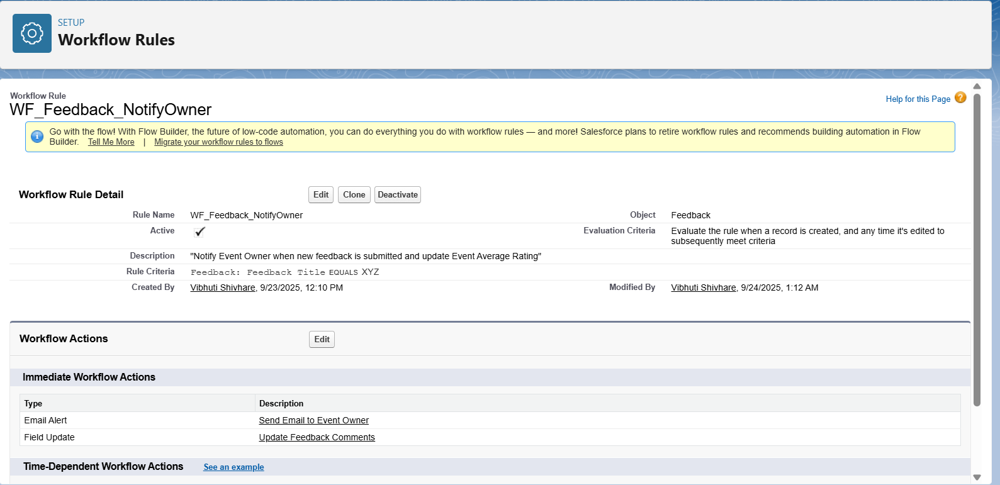 SETUP
Workflow Rules
Workflow Rule
WF_Feedback_NotifyOwner
Help for this Page ?
Go with the flow! With Flow Builder, the future of low-code automation, you can do everything you do with workflow rules — and more! Salesforce plans to retire workflow rules and recommends building automation in Flow
Builder. Tell Me More | Migrate your workflow rules to flows
Workflow Rule Detail Edit Clone Deactivate
Rule Name WF_Feedback_NotifyOwner Object Feedback
Active Evaluation Criteria Evaluate the rule when a record is created, and any time it's edited to
subsequently meet criteria
Description "Notify Event Owner when new feedback is submitted and update Event Average Rating"
Rule Criteria Feedback: Feedback Title EQUALS XYZ
Created By Vibhuti Shivhare, 9/23/2025, 12:10 PM Modified By Vibhuti Shivhare, 9/24/2025, 1:12 AM
Workflow Actions Edit
Immediate Workflow Actions
Type Description
Email Alert Send Email to Event Owner
Field Update Update Feedback Comments
Time-Dependent Workflow Actions See an example